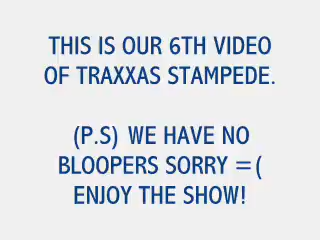 THIS IS OUR 6TH VIDEO
OF TRAXXAS STAMPEDE.
(P.S) WE HAVE NO
BLOOPERS SORRY =(
ENJOY THE SHOW!